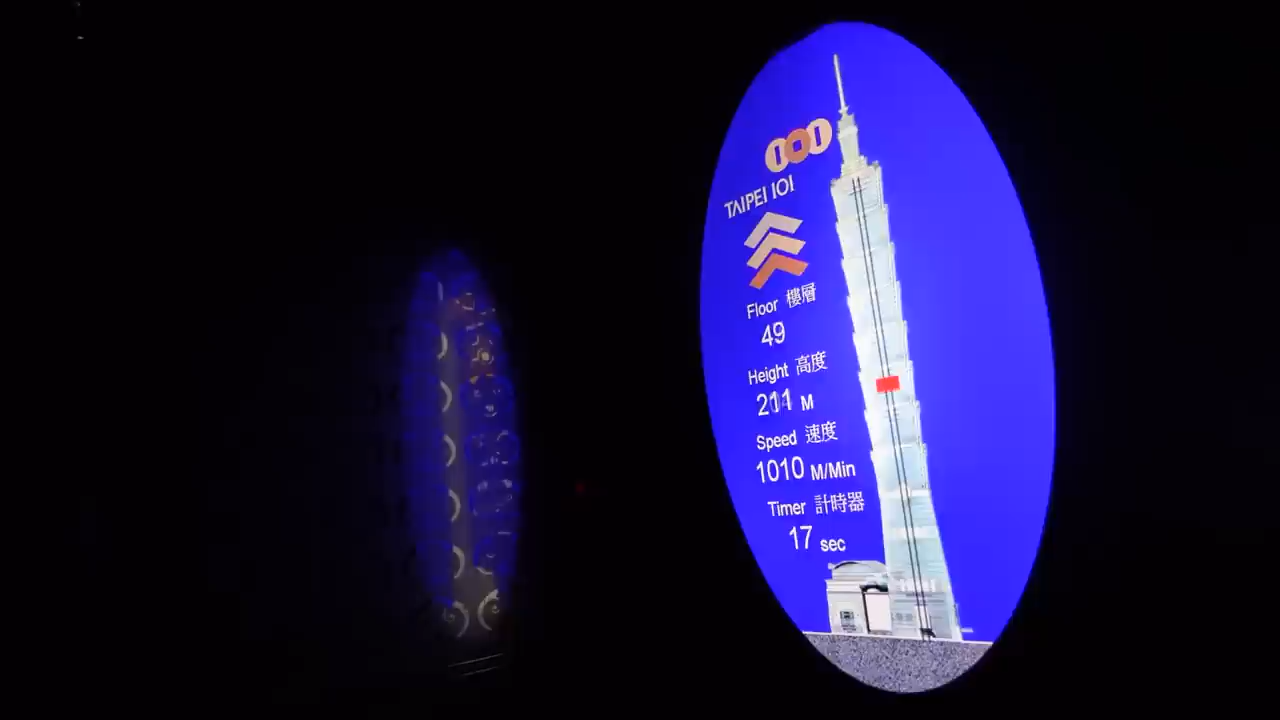 TAIPEI 101
Floor 樓層
49
Height 高度
211 M
Speed 速度
1010 M/Min
Timer 計時器
17 sec